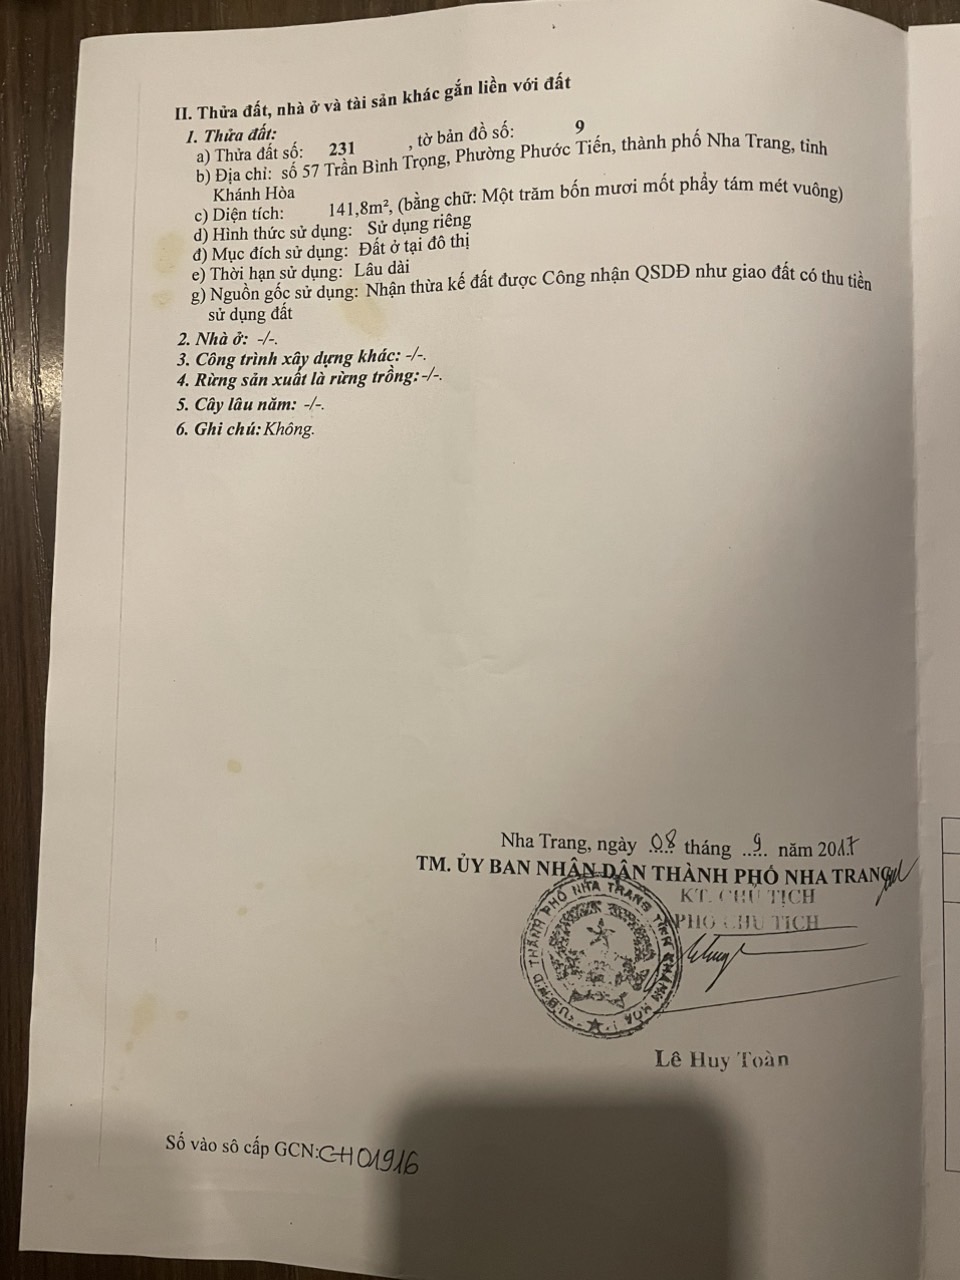 II. Thửa đất, nhà ở và tài sản khác gắn liền với đất
1. Thửa đất:
a) Thửa đất số: 231 , tờ bản đồ số: 9
b) Địa chỉ: số 57 Trần Bình Trọng, Phường Phước Tiến, thành phố Nha Trang, tỉnh
Khánh Hòa
c) Diện tích: 141,8m², (bằng chữ: Một trăm bốn mươi mốt phẩy tám mét vuông)
d) Hình thức sử dụng: Sử dụng riêng
đ) Mục đích sử dụng: Đất ở tại đô thị
e) Thời hạn sử dụng: Lâu dài
g) Nguồn gốc sử dụng: Nhận thừa kế đất được Công nhận QSDĐ như giao đất có thu tiền
sử dụng đất
2. Nhà ở: -/-.
3. Công trình xây dựng khác: -/-.
4. Rừng sản xuất là rừng trồng: -/-.
5. Cây lâu năm: -/-.
6. Ghi chú: Không.
Nha Trang, ngày 08 tháng 9 năm 2017
TM. ỦY BAN NHÂN DÂN THÀNH PHỐ NHA TRANG
KT. CHỦ TỊCH
PHÓ CHỦ TỊCH
U.B.N.D THÀNH PHỐ NHA TRANG TỈNH KHÁNH HÒA
Lê Huy Toàn
Số vào sổ cấp GCN: CH01916